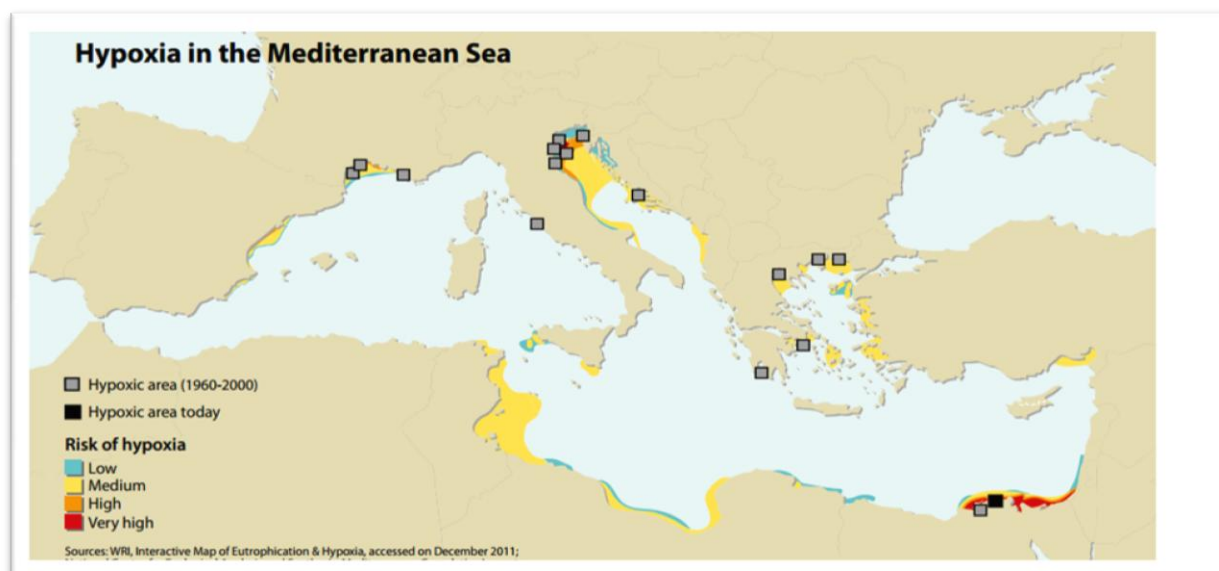 Hypoxia in the Mediterranean Sea
Hypoxic area (1960-2000)
Hypoxic area today
Risk of hypoxia
Low
Medium
High
Very high
Sources: WRI, Interactive Map of Eutrophication & Hypoxia, accessed on December 2011;